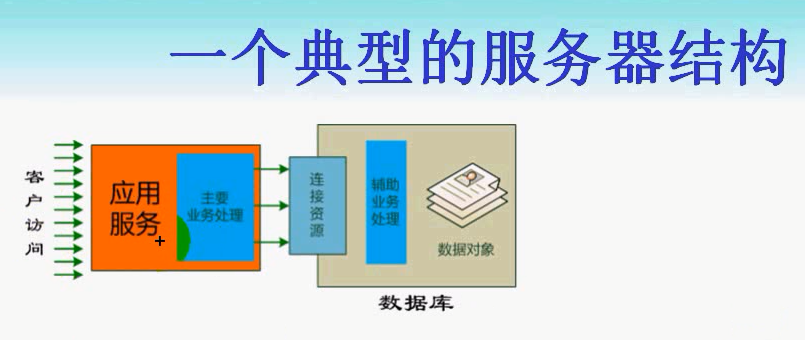 一个典型的服务器结构
客户访问
应用
服务
主要
业务处理
连接资源
辅助
业务
处理
数据对象
数据库